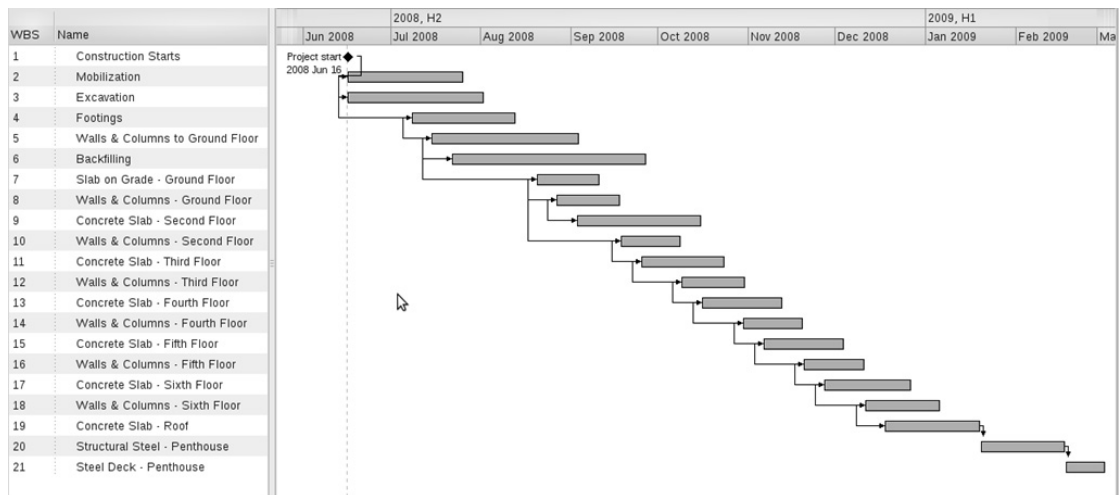 2008, H2 2009, H1
WBS Name Jun 2008 Jul 2008 Aug 2008 Sep 2008 Oct 2008 Nov 2008 Dec 2008 Jan 2009 Feb 2009 Ma
1 Construction Starts Project start
2008 Jun 16
2 Mobilization
3 Excavation
4 Footings
5 Walls & Columns to Ground Floor
6 Backfilling
7 Slab on Grade - Ground Floor
8 Walls & Columns - Ground Floor
9 Concrete Slab - Second Floor
10 Walls & Columns - Second Floor
11 Concrete Slab - Third Floor
12 Walls & Columns - Third Floor
13 Concrete Slab - Fourth Floor
14 Walls & Columns - Fourth Floor
15 Concrete Slab - Fifth Floor
16 Walls & Columns - Fifth Floor
17 Concrete Slab - Sixth Floor
18 Walls & Columns - Sixth Floor
19 Concrete Slab - Roof
20 Structural Steel - Penthouse
21 Steel Deck - Penthouse